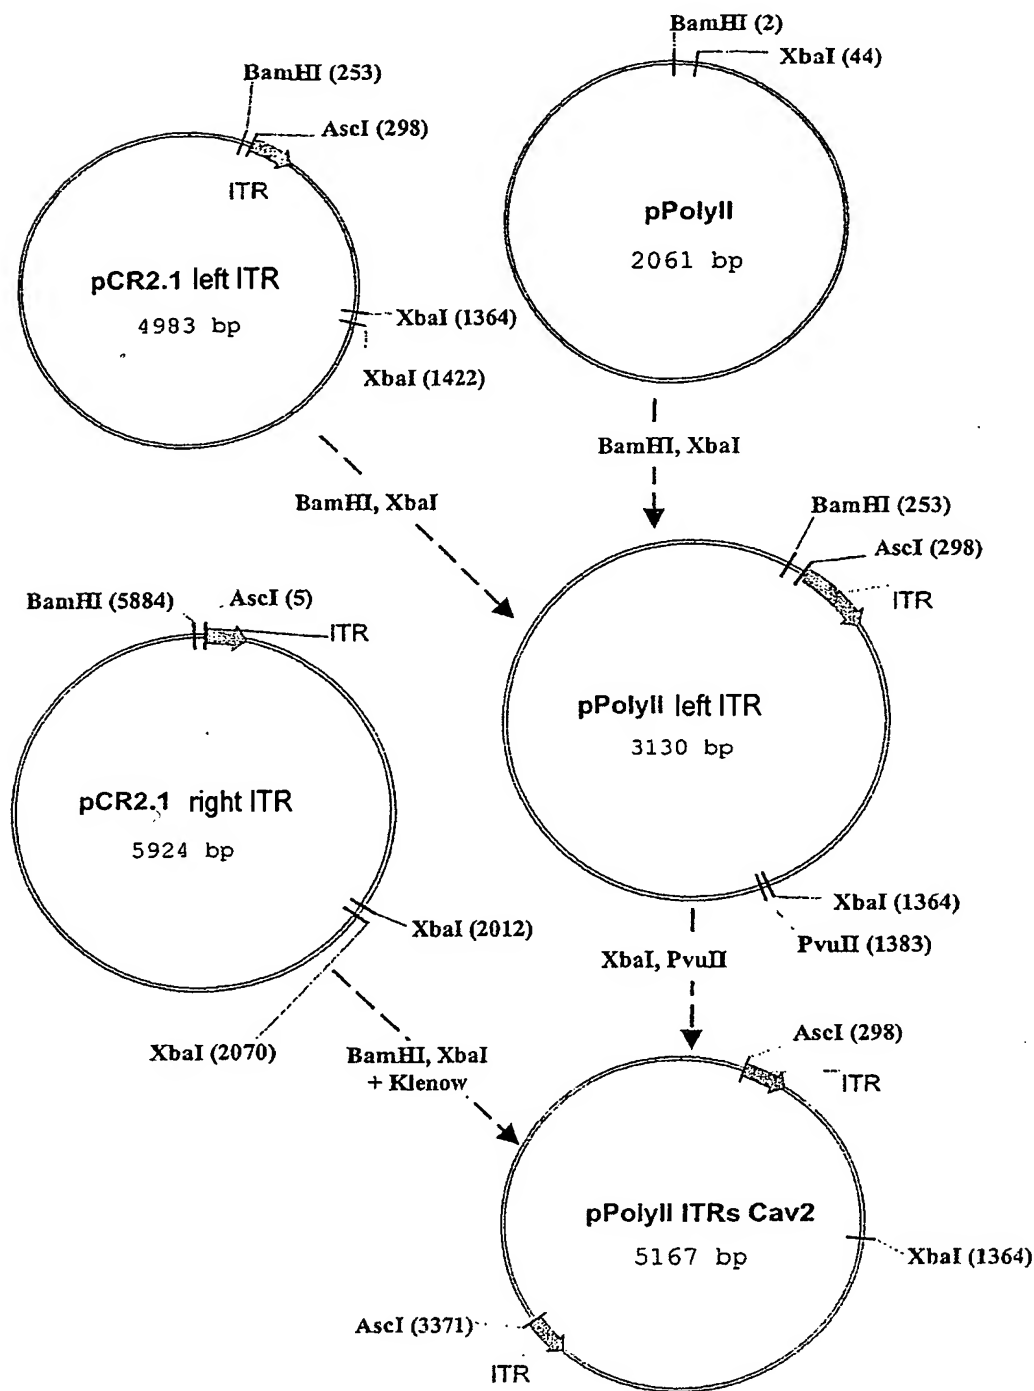 BamHI (2)
XbaI (44)
BamHI (253)
AscI (298)
ITR
pPolyII
2061 bp
pCR2.1 left ITR
4983 bp
XbaI (1364)
XbaI (1422)
BamHI, XbaI
BamHI, XbaI
BamHI (253)
AscI (298)
ITR
BamHI (5884)
AscI (5)
ITR
pPolyII left ITR
3130 bp
pCR2.1 right ITR
5924 bp
XbaI (1364)
XbaI (2012)
PvuII (1383)
XbaI, PvuII
XbaI (2070)
BamHI, XbaI
+ Klenow
AscI (298)
ITR
pPolyII ITRs Cav2
5167 bp
XbaI (1364)
AscI (3371)
ITR